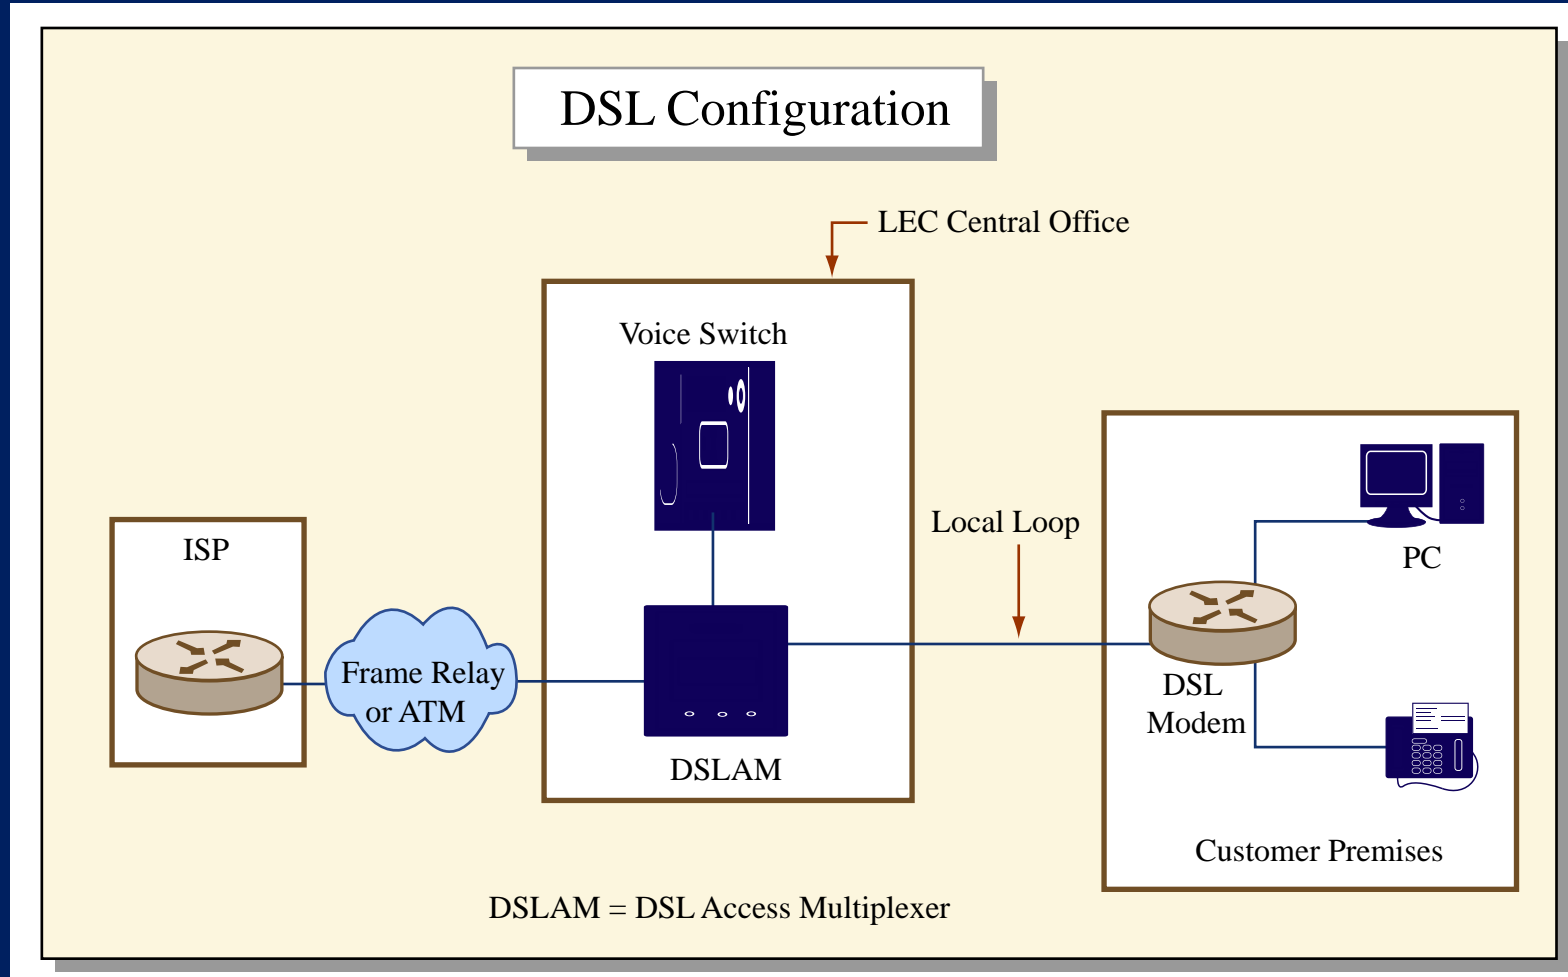 DSL Configuration
LEC Central Office
Voice Switch
Local Loop
ISP
PC
Frame Relay
or ATM
DSL
Modem
DSLAM
Customer Premises
DSLAM = DSL Access Multiplexer